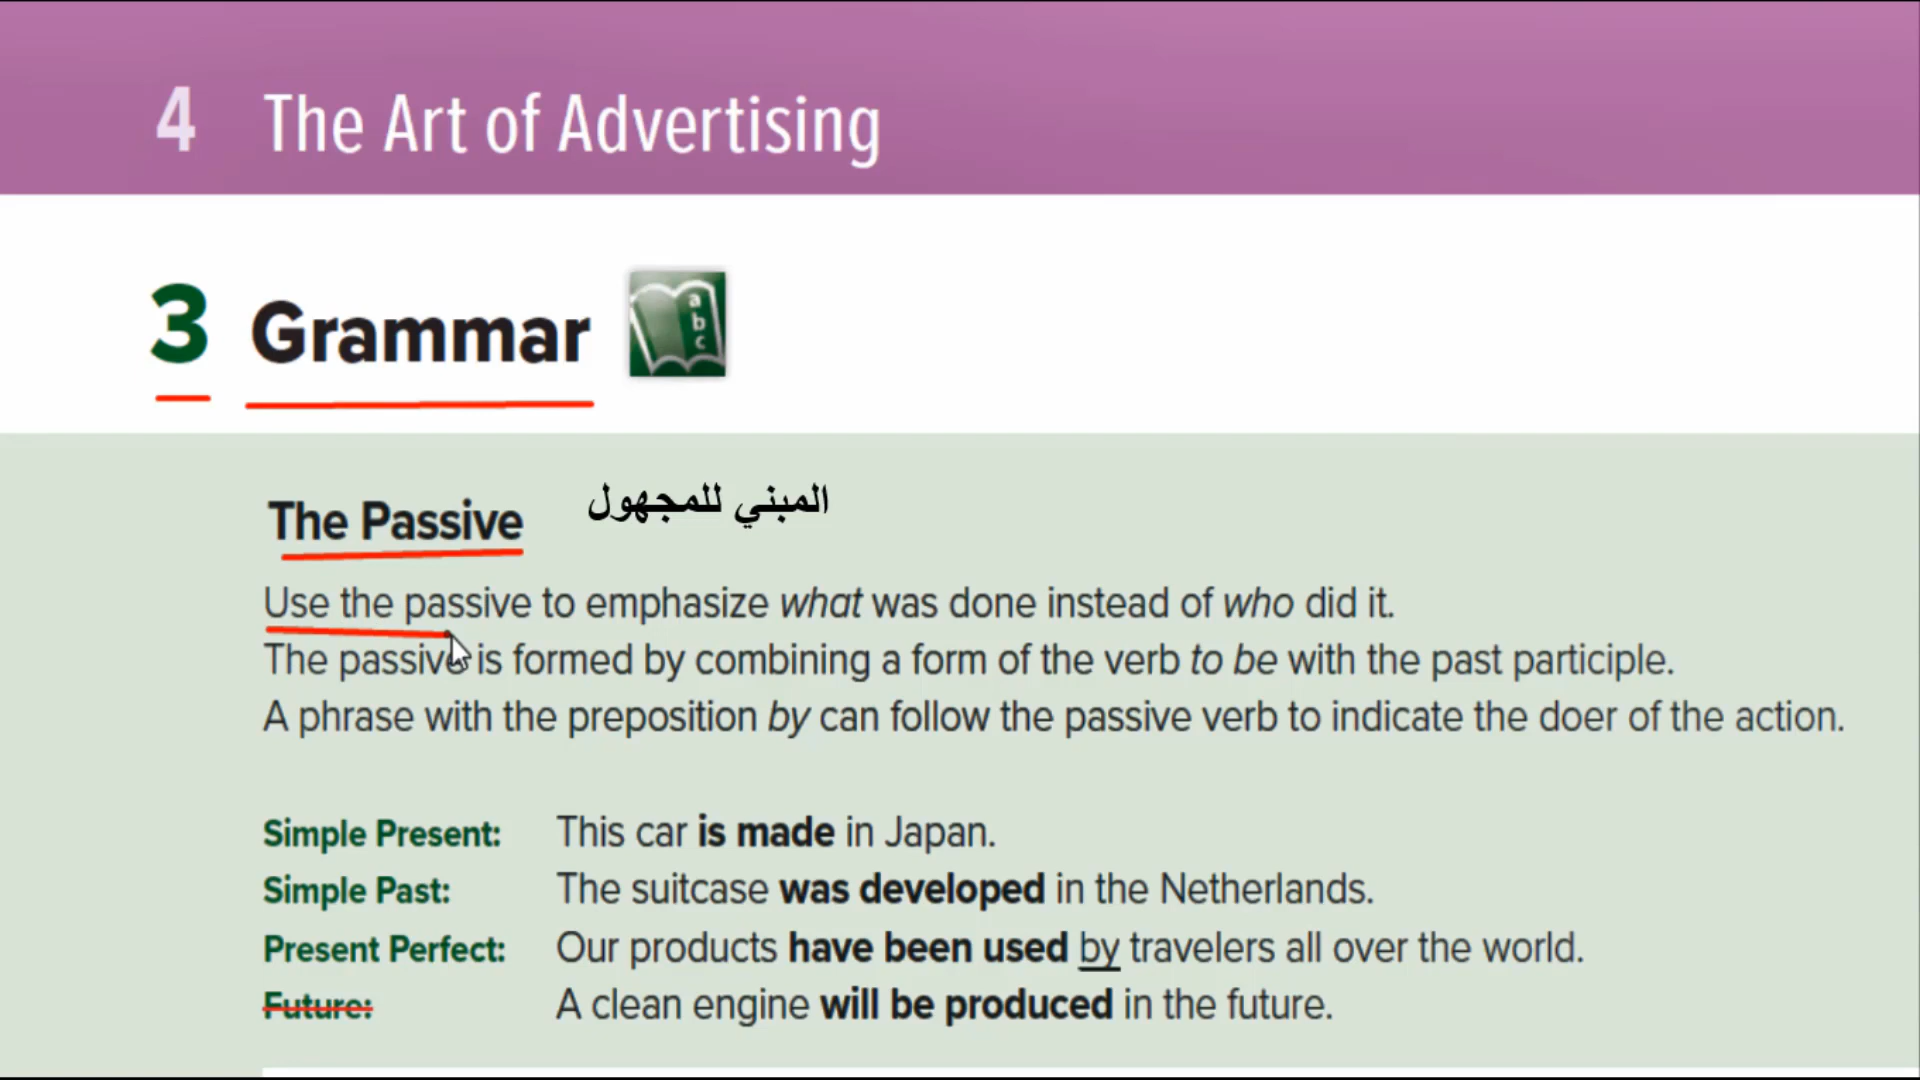 4 The Art of Advertising
3 Grammar
a
b
c
The Passive المبني للمجهول
Use the passive to emphasize what was done instead of who did it.
The passive is formed by combining a form of the verb to be with the past participle.
A phrase with the preposition by can follow the passive verb to indicate the doer of the action.
Simple Present: This car is made in Japan.
Simple Past: The suitcase was developed in the Netherlands.
Present Perfect: Our products have been used by travelers all over the world.
Future: A clean engine will be produced in the future.